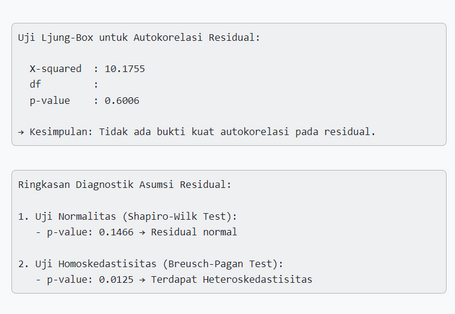 Uji Ljung-Box untuk Autokorelasi Residual:
X-squared : 10.1755
df :
p-value : 0.6006
→ Kesimpulan: Tidak ada bukti kuat autokorelasi pada residual.
Ringkasan Diagnostik Asumsi Residual:
1. Uji Normalitas (Shapiro-Wilk Test):
- p-value: 0.1466 → Residual normal
2. Uji Homoskedastisitas (Breusch-Pagan Test):
- p-value: 0.0125 → Terdapat Heteroskedastisitas